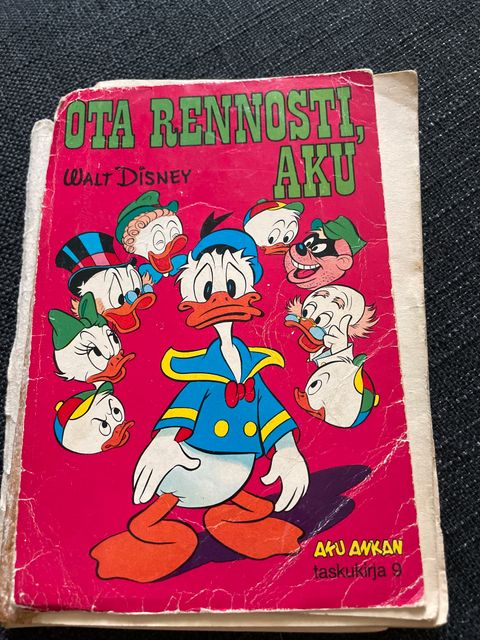 OTA RENNOSTI,
AKU
WALT DISNEY
AKU ANKAN
taskukirja 9